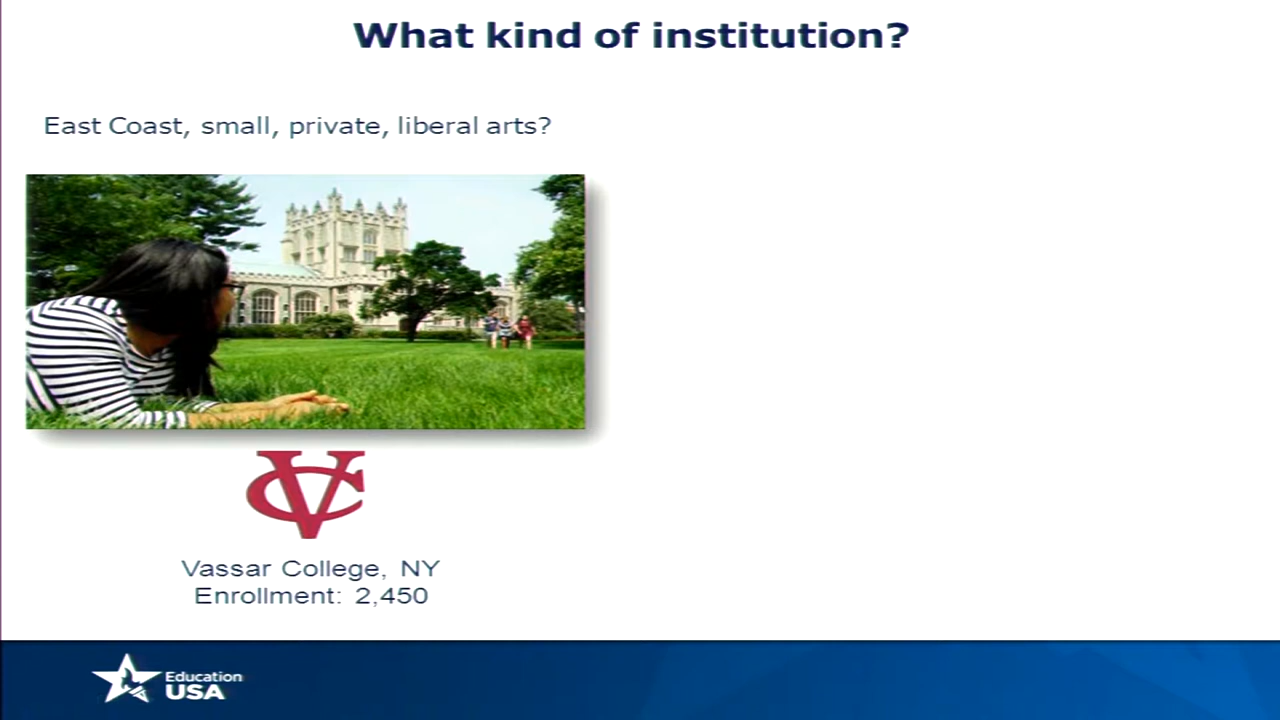 What kind of institution?
East Coast, small, private, liberal arts?
VC
Vassar College, NY
Enrollment: 2,450
Education
USA